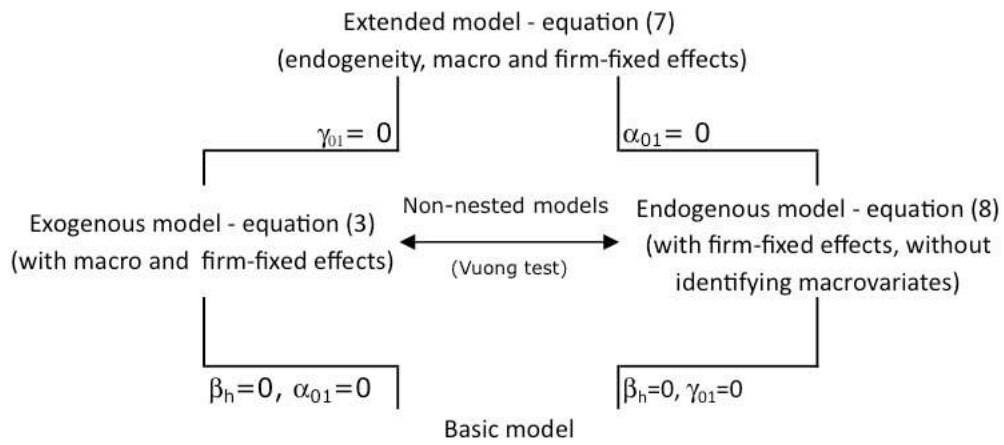 Extended model - equation (7)
(endogeneity, macro and firm-fixed effects)
γ01= 0
α01= 0
Exogenous model - equation (3)
(with macro and firm-fixed effects)
Non-nested models
(Vuong test)
Endogenous model - equation (8)
(with firm-fixed effects, without
identifying macrovariates)
βh=0, α01=0
βh=0, γ01=0
Basic model